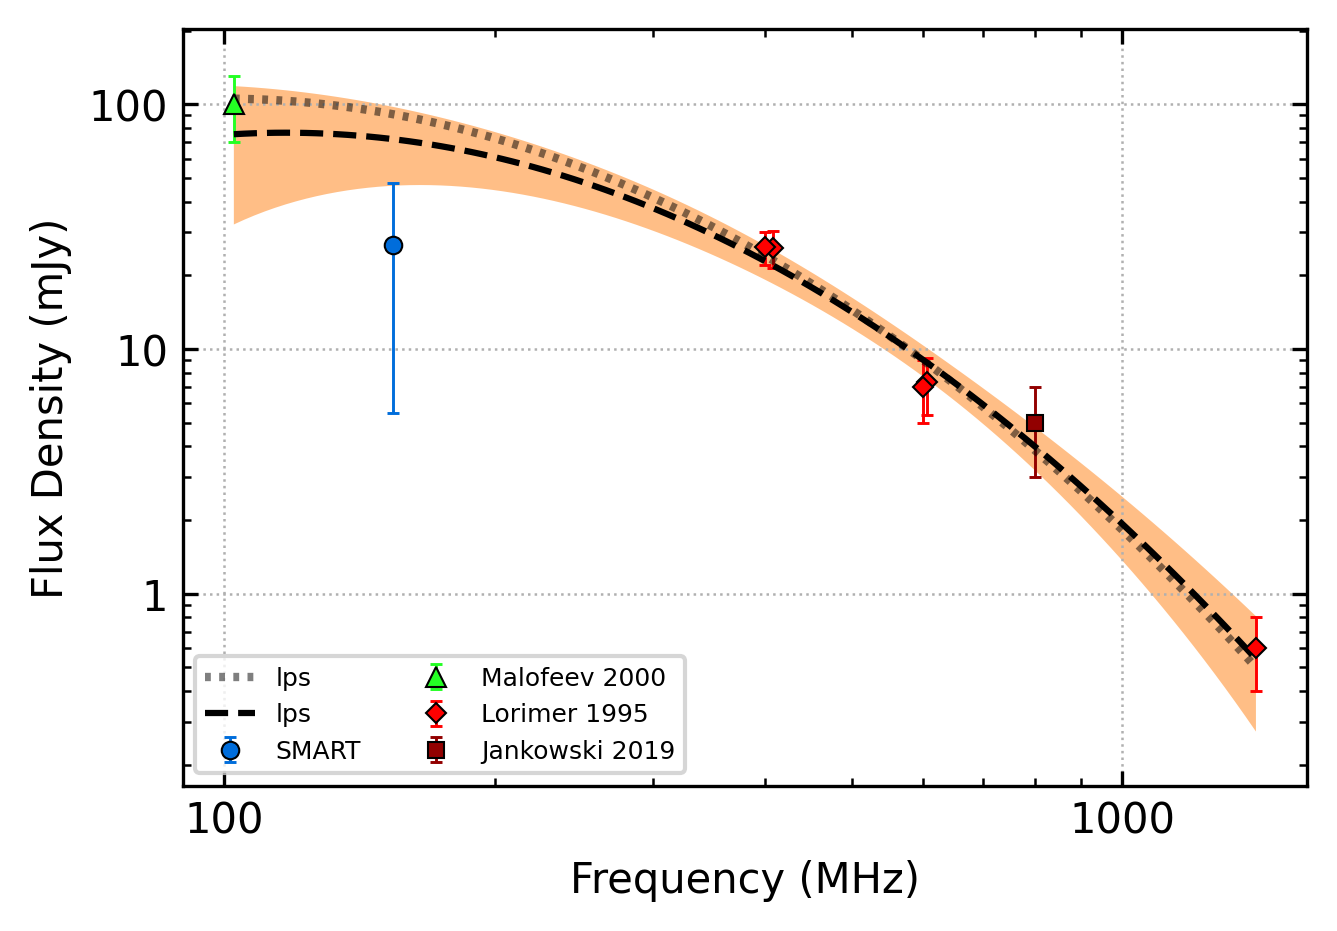 Flux Density (mJy)
100
10
1
lps
lps
SMART
Malofeev 2000
Lorimer 1995
Jankowski 2019
100
1000
Frequency (MHz)